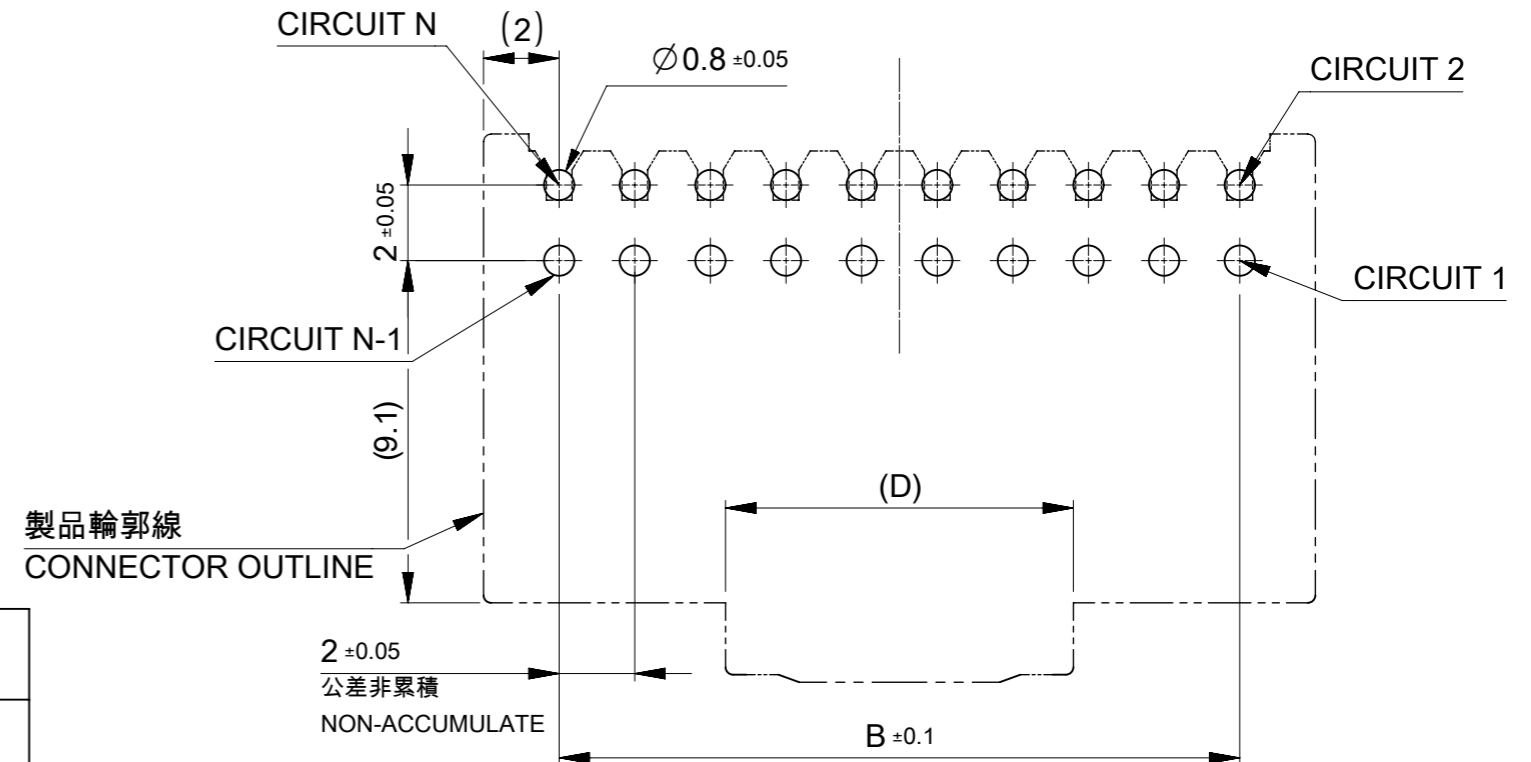 CIRCUIT N
(2)
∅0.8 ±0.05
CIRCUIT 2
2 ±0.05
CIRCUIT 1
CIRCUIT N-1
(9.1)
(D)
製品輪郭線
CONNECTOR OUTLINE
2 ±0.05
公差非累積
NON-ACCUMULATE
B ±0.1